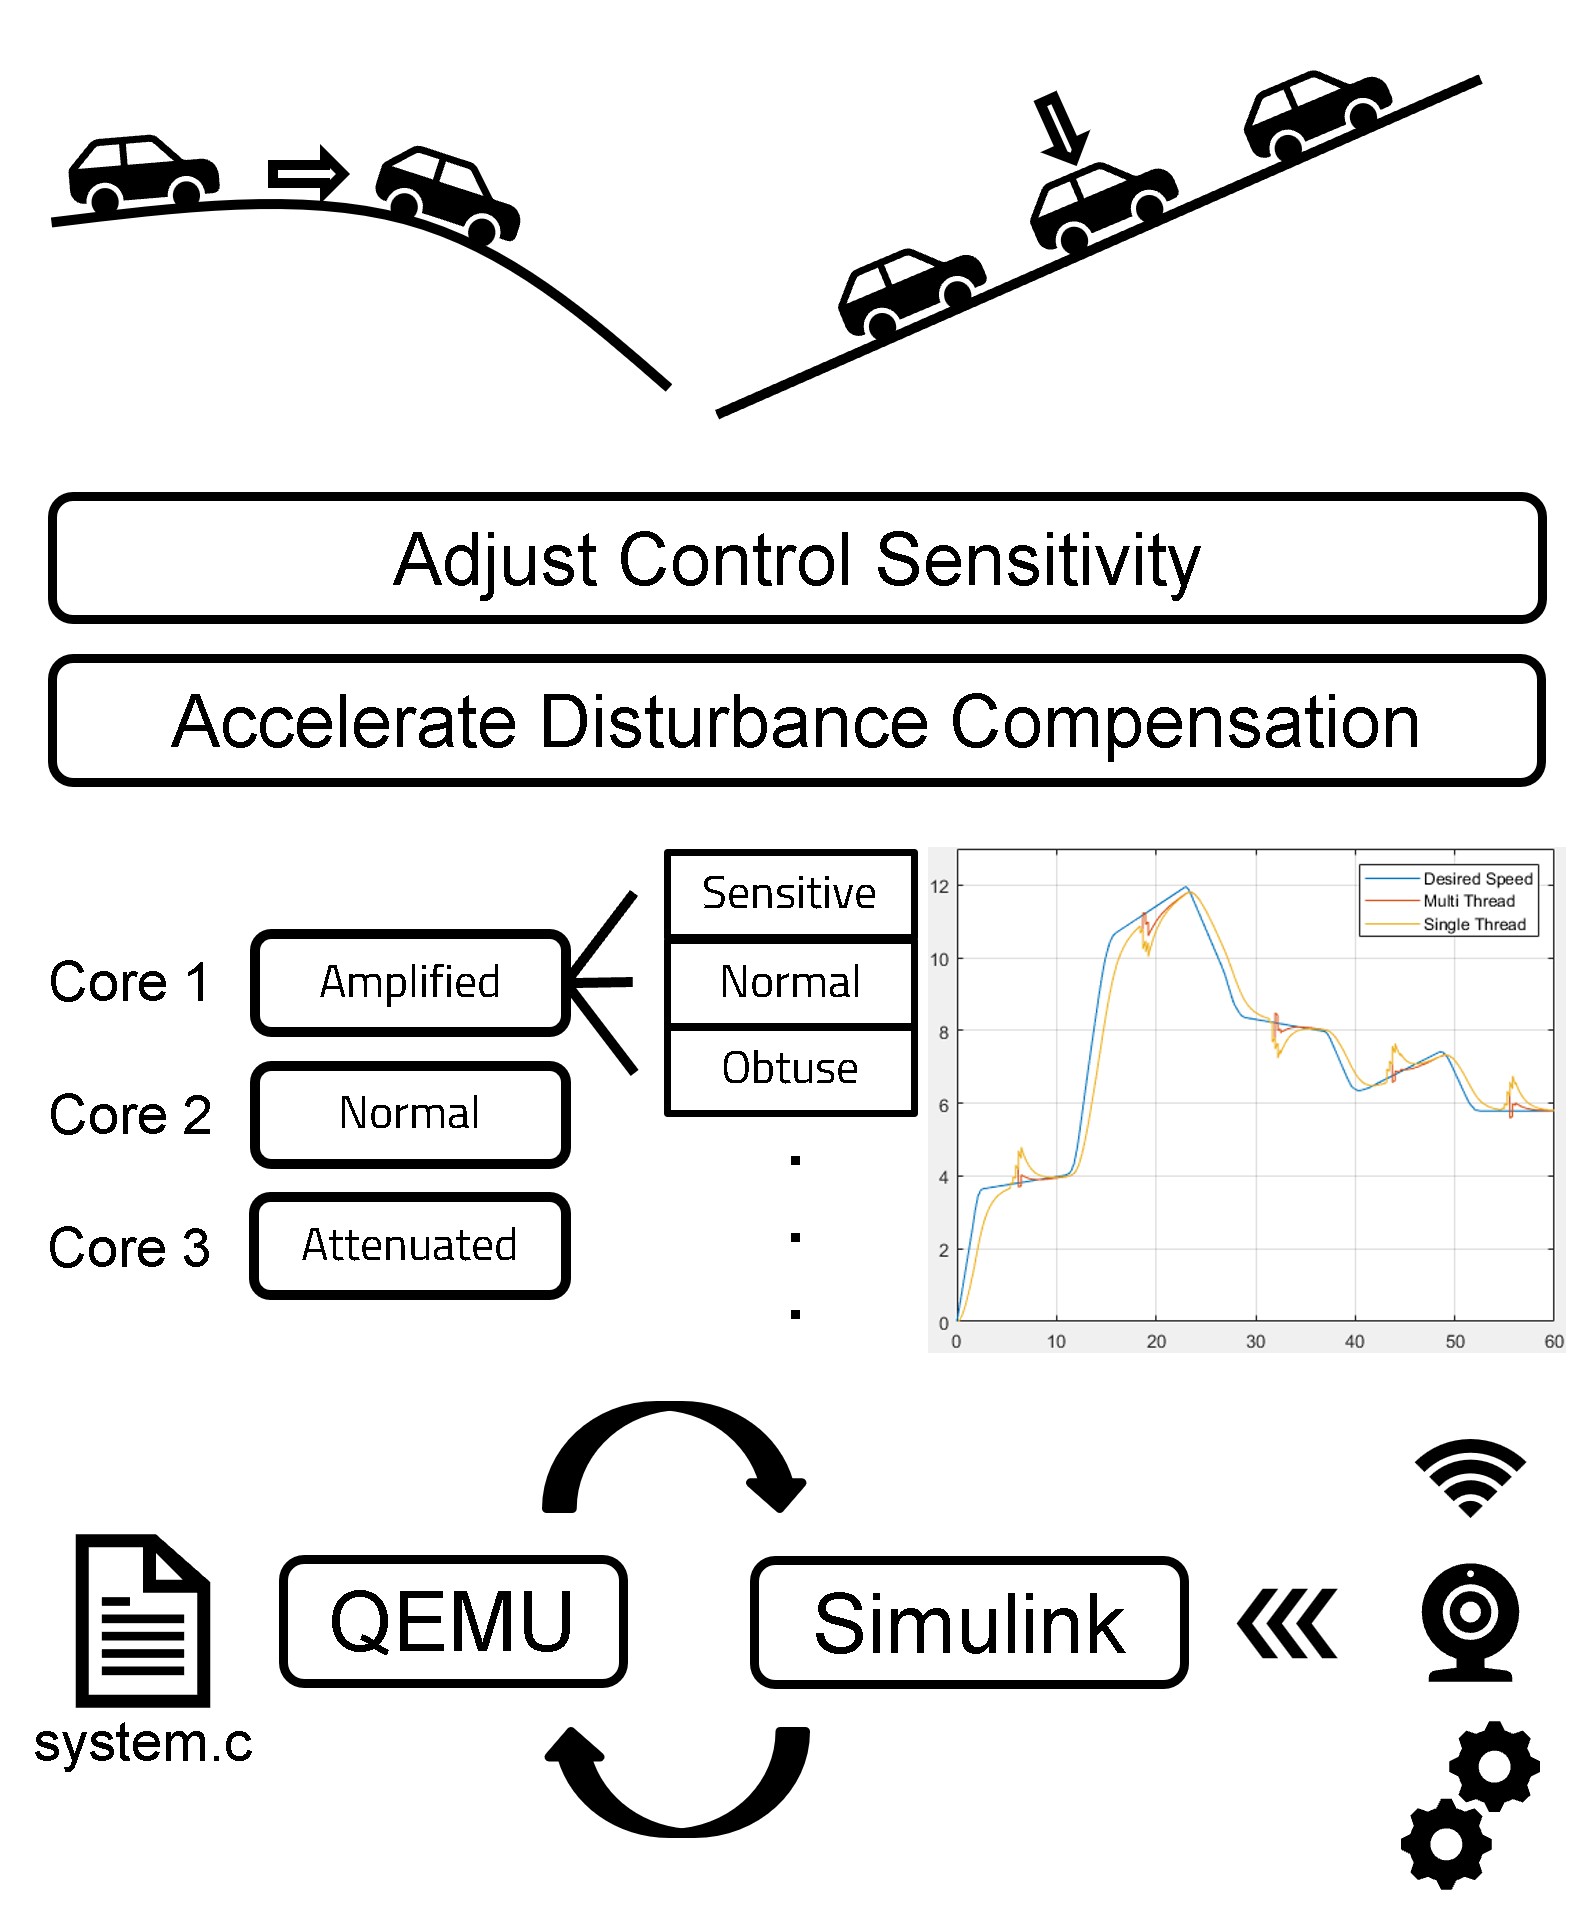 Adjust Control Sensitivity
Accelerate Disturbance Compensation
Core 1
Amplified
Core 2
Normal
Core 3
Attenuated
Sensitive
Normal
Obtuse
Desired Speed
Multi Thread
Single Thread
12
10
8
6
4
2
0
0 10 20 30 40 50 60
system.c
QEMU
Simulink